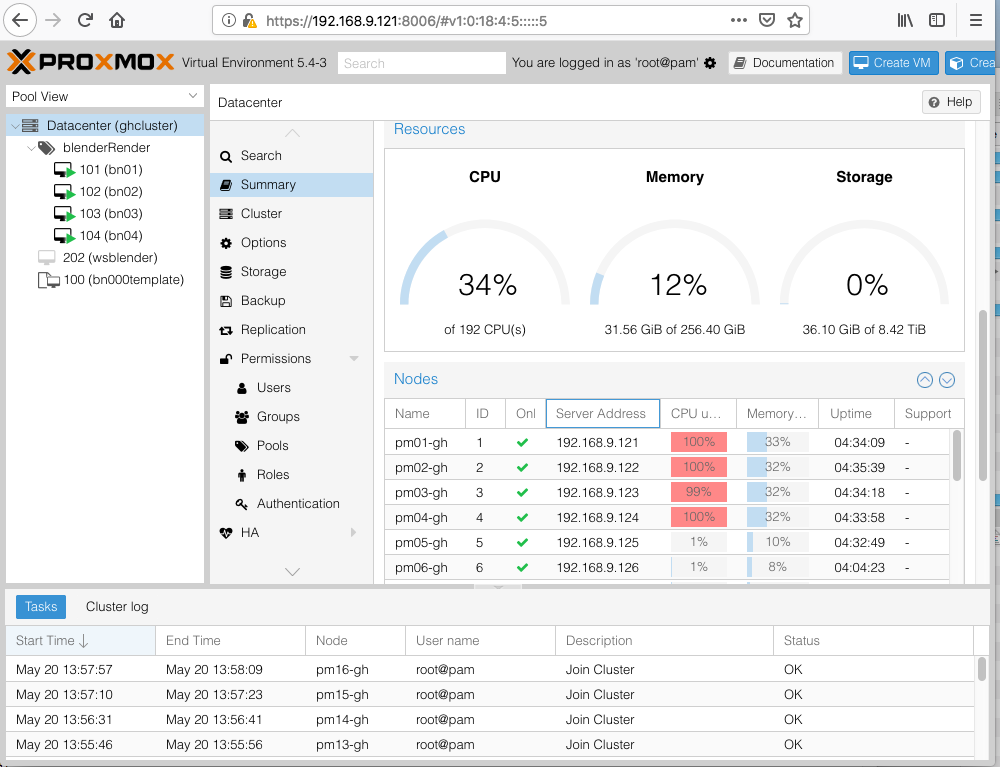 https://192.168.9.121:8006/#v1:0:18:4:5:::::5
PROXMOX Virtual Environment 5.4-3 Search You are logged in as 'root@pam' Documentation Create VM Crea
Pool View
Datacenter (ghcluster)
blenderRender
101 (bn01)
102 (bn02)
103 (bn03)
104 (bn04)
202 (wsblender)
100 (bn000template)
Datacenter Help
Search
Summary
Cluster
Options
Storage
Backup
Replication
Permissions
Users
Groups
Pools
Roles
Authentication
HA
Resources
CPU Memory Storage
34% 12% 0%
of 192 CPU(s) 31.56 GiB of 256.40 GiB 36.10 GiB of 8.42 TiB
Nodes
Name ID Onl Server Address CPU u... Memory... Uptime Support
pm01-gh 1 192.168.9.121 100% 33% 04:34:09 -
pm02-gh 2 192.168.9.122 100% 32% 04:35:39 -
pm03-gh 3 192.168.9.123 99% 32% 04:34:18 -
pm04-gh 4 192.168.9.124 100% 32% 04:33:58 -
pm05-gh 5 192.168.9.125 1% 10% 04:32:49 -
pm06-gh 6 192.168.9.126 1% 8% 04:04:23 -
Tasks Cluster log
Start Time End Time Node User name Description Status
May 20 13:57:57 May 20 13:58:09 pm16-gh root@pam Join Cluster OK
May 20 13:57:10 May 20 13:57:23 pm15-gh root@pam Join Cluster OK
May 20 13:56:31 May 20 13:56:41 pm14-gh root@pam Join Cluster OK
May 20 13:55:46 May 20 13:55:56 pm13-gh root@pam Join Cluster OK